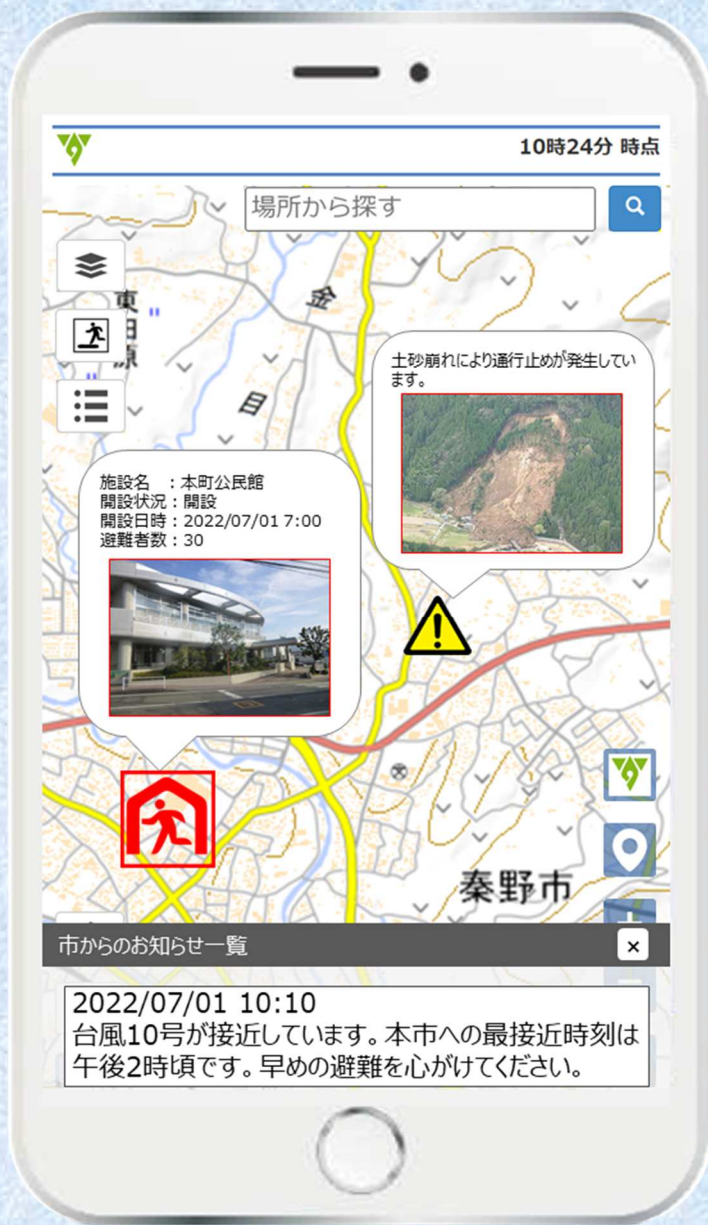 10時24分 時点
場所から探す
東田原
金目
土砂崩れにより通行止めが発生してい
ます。
施設名 :本町公民館
開設状況:開設
開設日時:2022/07/01 7:00
避難者数:30
秦野市
市からのお知らせ一覧
2022/07/01 10:10
台風10号が接近しています。本市への最接近時刻は
午後2時頃です。早めの避難を心がけてください。